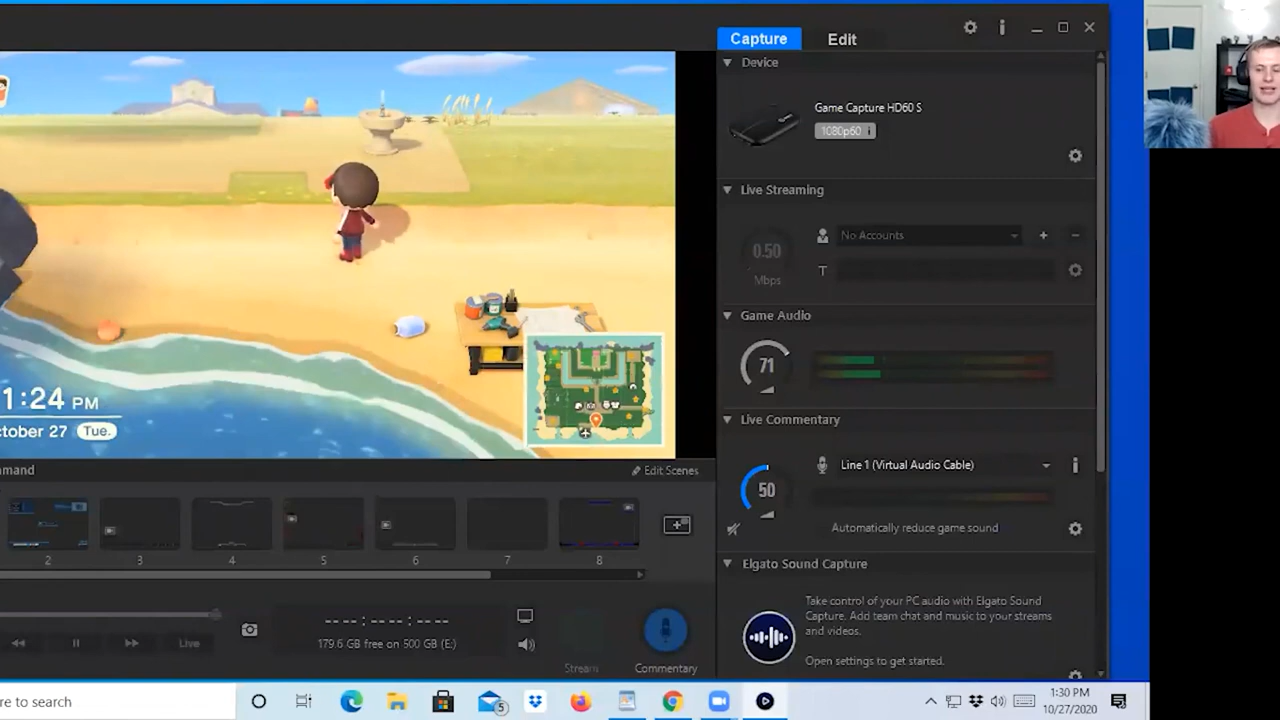 Capture
Edit
Device
Game Capture HD60 S
1080p60 i
Live Streaming
No Accounts
0.50
Mbps
T
Game Audio
71
1:24 PM
ctober 27 Tue.
Live Commentary
mmand
Edit Scenes
Line 1 (Virtual Audio Cable)
50
Automatically reduce game sound
2 3 4 5 6 7 8
Elgato Sound Capture
Take control of your PC audio with Elgato Sound
Capture. Add team chat and music to your streams
and videos.
Open settings to get started.
-- -- : -- -- : -- --
Live
179.6 GB free on 500 GB (E:)
Stream
Commentary
re to search
5
1:30 PM
10/27/2020